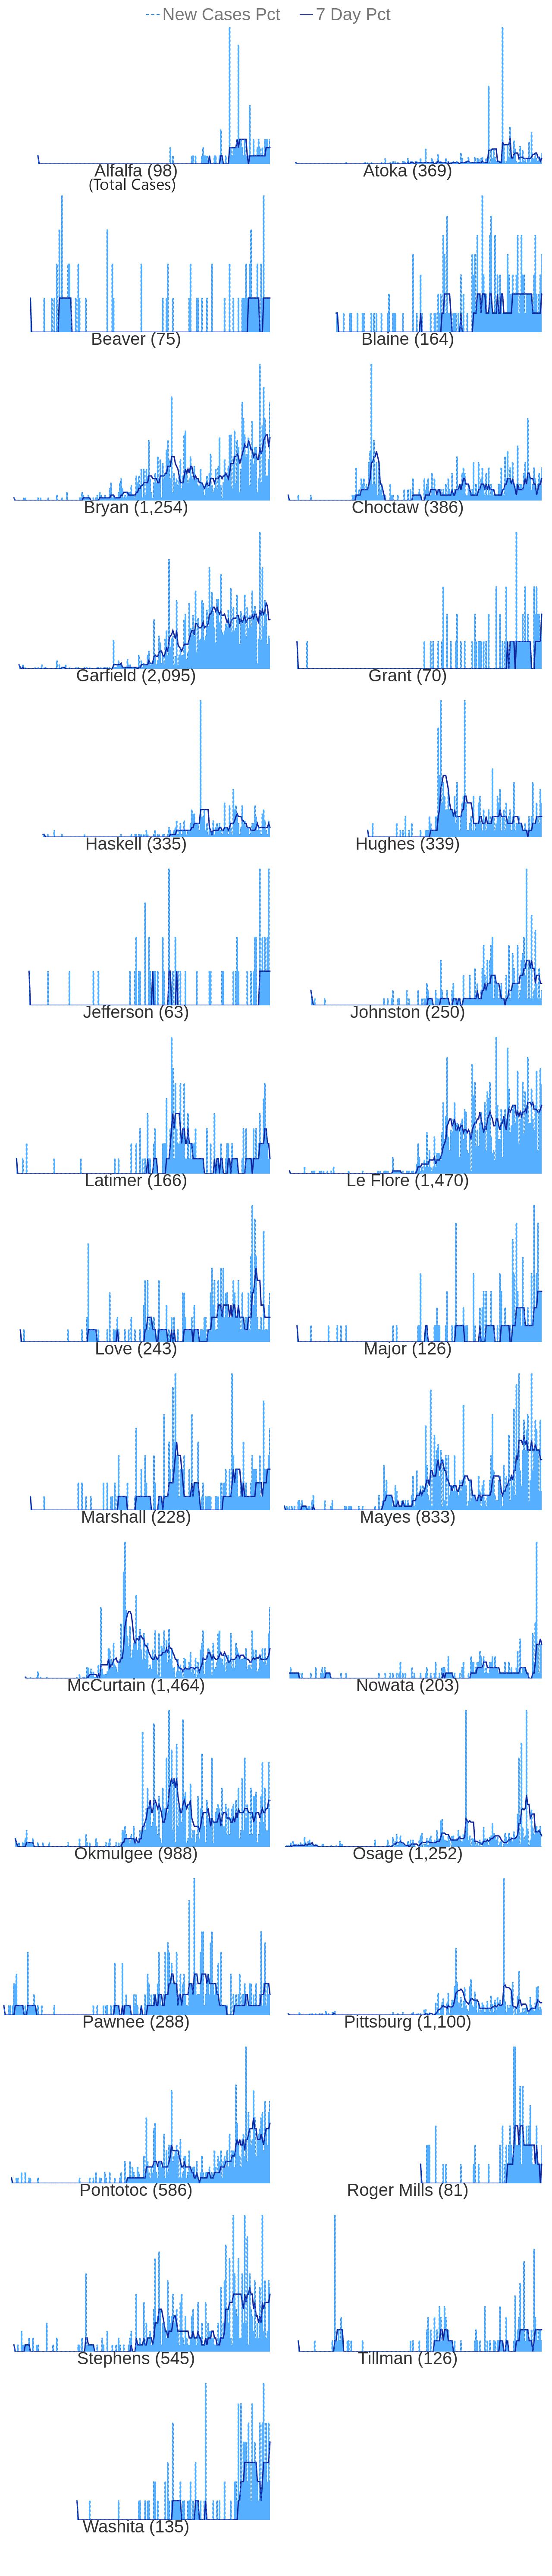 New Cases Pct 7 Day Pct
Alfalfa (98) Atoka (369)
(Total Cases)
Beaver (75) Blaine (164)
Bryan (1,254) Choctaw (386)
Garfield (2,095) Grant (70)
Haskell (335) Hughes (339)
Jefferson (63) Johnston (250)
Latimer (166) Le Flore (1,470)
Love (243) Major (126)
Marshall (228) Mayes (833)
McCurtain (1,464) Nowata (203)
Okmulgee (988) Osage (1,252)
Pawnee (288) Pittsburg (1,100)
Pontotoc (586) Roger Mills (81)
Stephens (545) Tillman (126)
Washita (135)